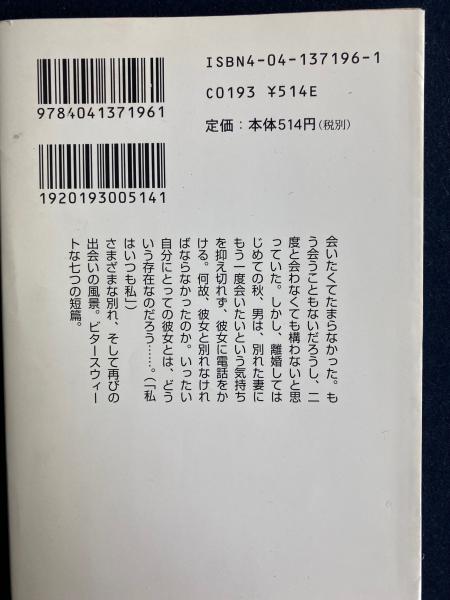 ISBN4-04-137196-1
C0193 ¥514E
定価：本体514円（税別）
9784041371961
1920193005141
会いたくてたまらなかった。も
う会うこともないだろうし、二
度と会わなくても構わないと思
っていた。しかし、離婚しては
じめての秋、男は、別れた妻に
もう一度会いたいという気持ち
を抑え切れず、彼女に電話をか
ける。何故、彼女と別れなけれ
ばならなかったのか。いったい
自分にとっての彼女とは、どう
いう存在なのだろう……。（「私
はいつも私」）
さまざまな別れ、そして再びの
出会いの風景。ビタースウィー
トな七つの短篇。